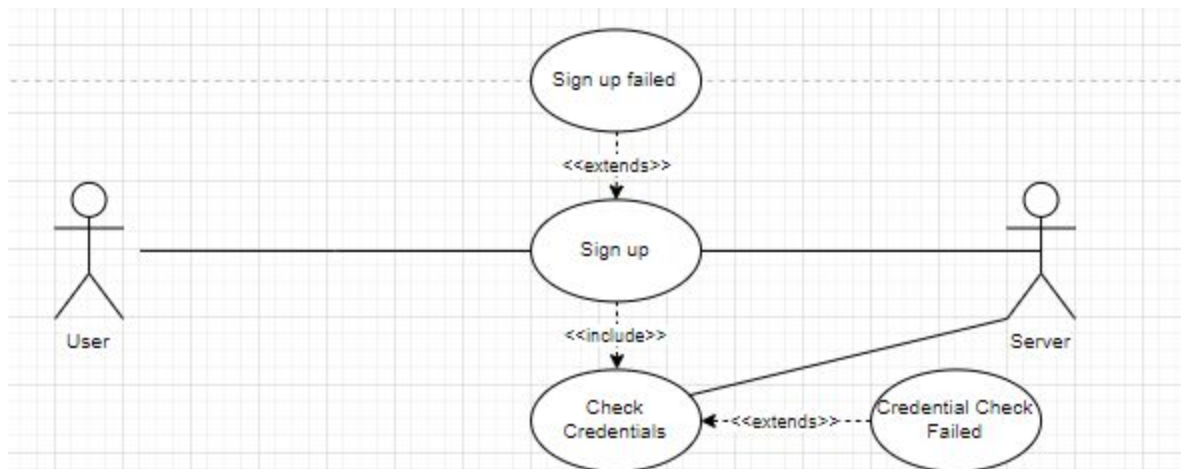 Sign up failed
<<extends>>
Sign up
User
Server
<<include>>
Check
Credentials
<<extends>>
Credential Check
Failed